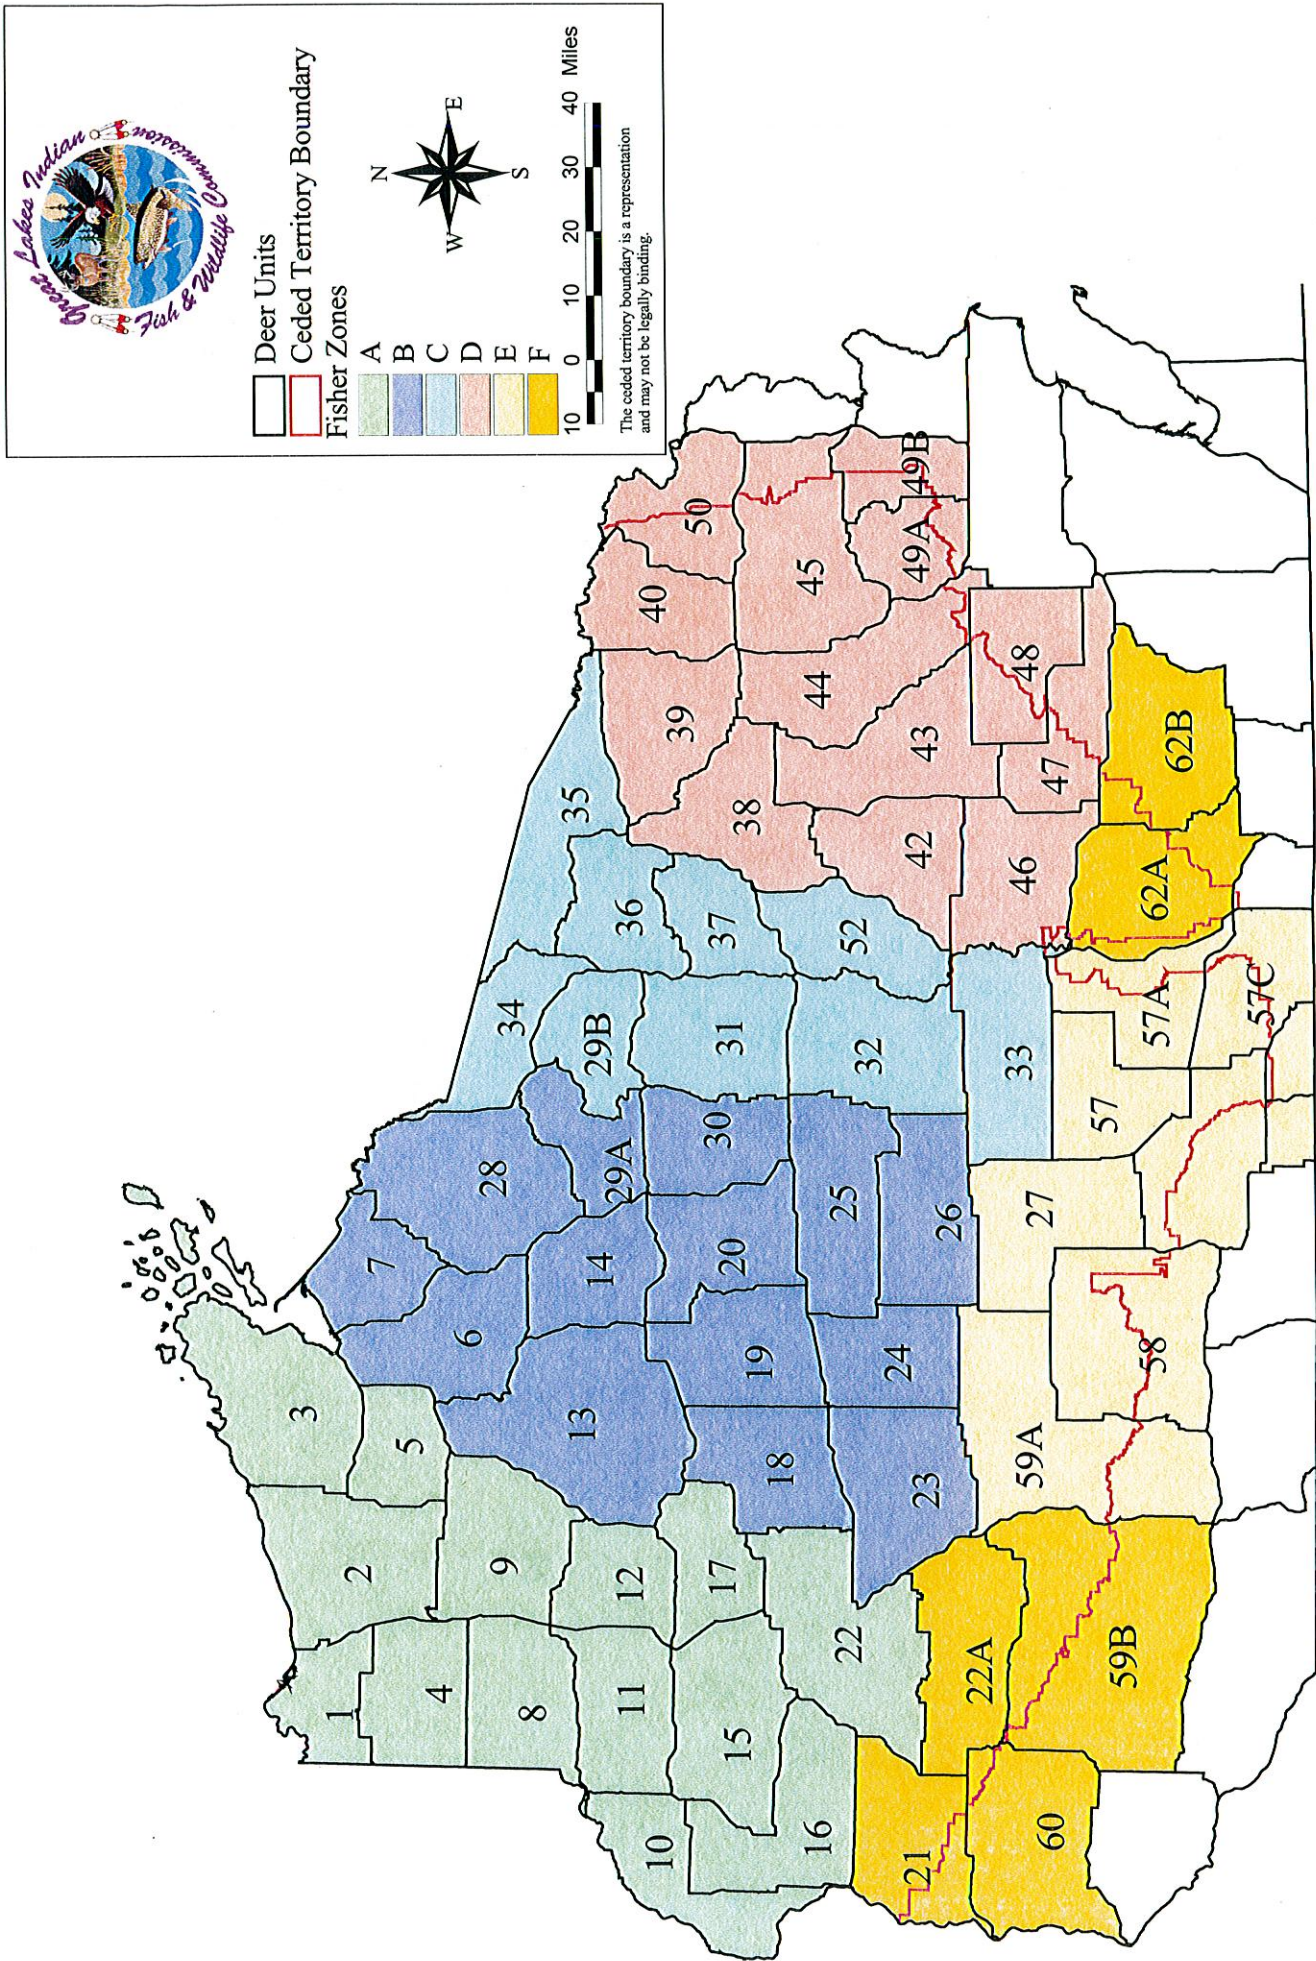 Great Lakes Indian
Fish & Wildlife Commission
Deer Units
Ceded Territory Boundary
Fisher Zones
A
B
C
D
E
F
N
W
E
S
10 0 10 20 30 40 Miles
The ceded territory boundary is a representation
and may not be legally binding.
1
2
3
4
5
6
7
8
9
10
11
12
13
14
15
16
17
18
19
20
21
22
22A
23
24
25
26
27
28
29A
29B
30
31
32
33
34
35
36
37
38
39
40
42
43
44
45
46
47
48
49A
49B
50
52
57
57A
57C
58
59A
59B
60
62A
62B